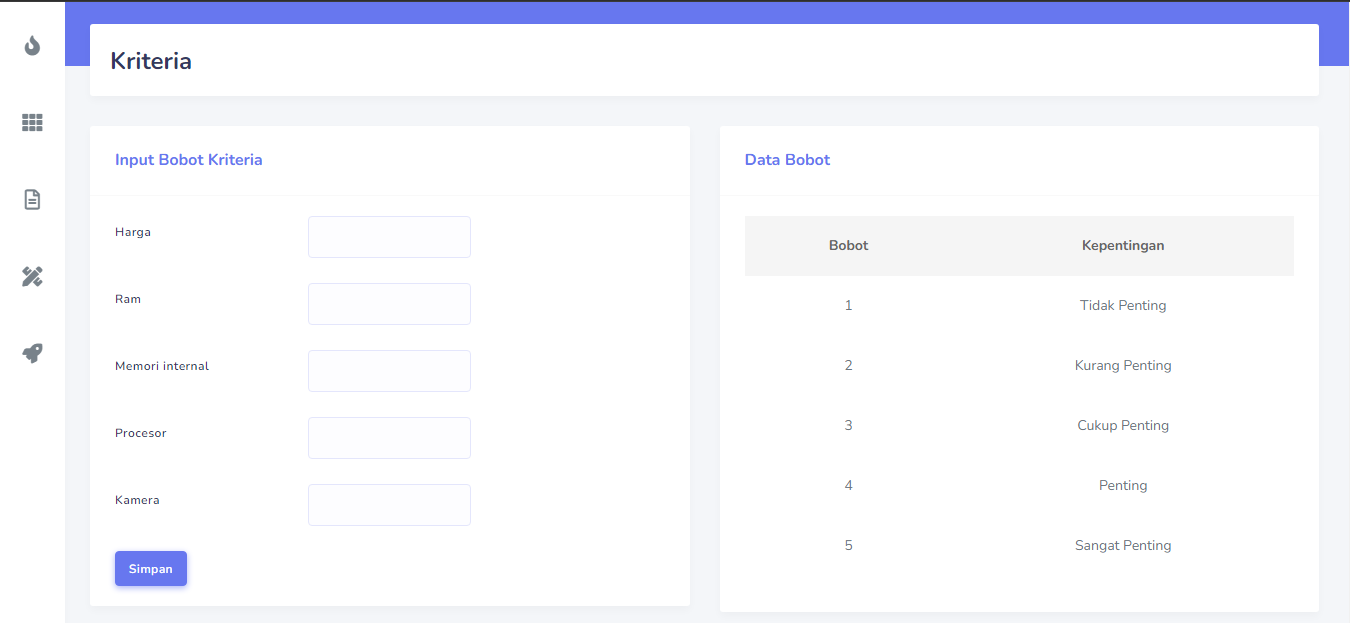 Kriteria
Input Bobot Kriteria
Harga
Ram
Memori internal
Procesor
Kamera
Simpan
Data Bobot
Bobot Kepentingan
1 Tidak Penting
2 Kurang Penting
3 Cukup Penting
4 Penting
5 Sangat Penting